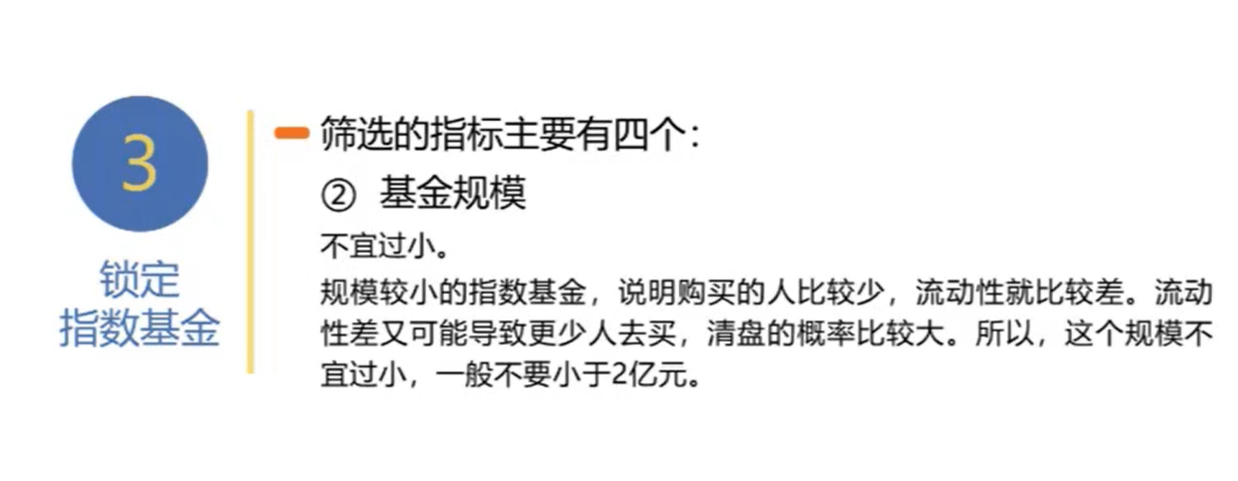 3
锁定
指数基金
筛选的指标主要有四个：
② 基金规模
不宜过小。
规模较小的指数基金，说明购买的人比较少，流动性就比较差。流动
性差又可能导致更少人去买，清盘的概率比较大。所以，这个规模不
宜过小，一般不要小于2亿元。